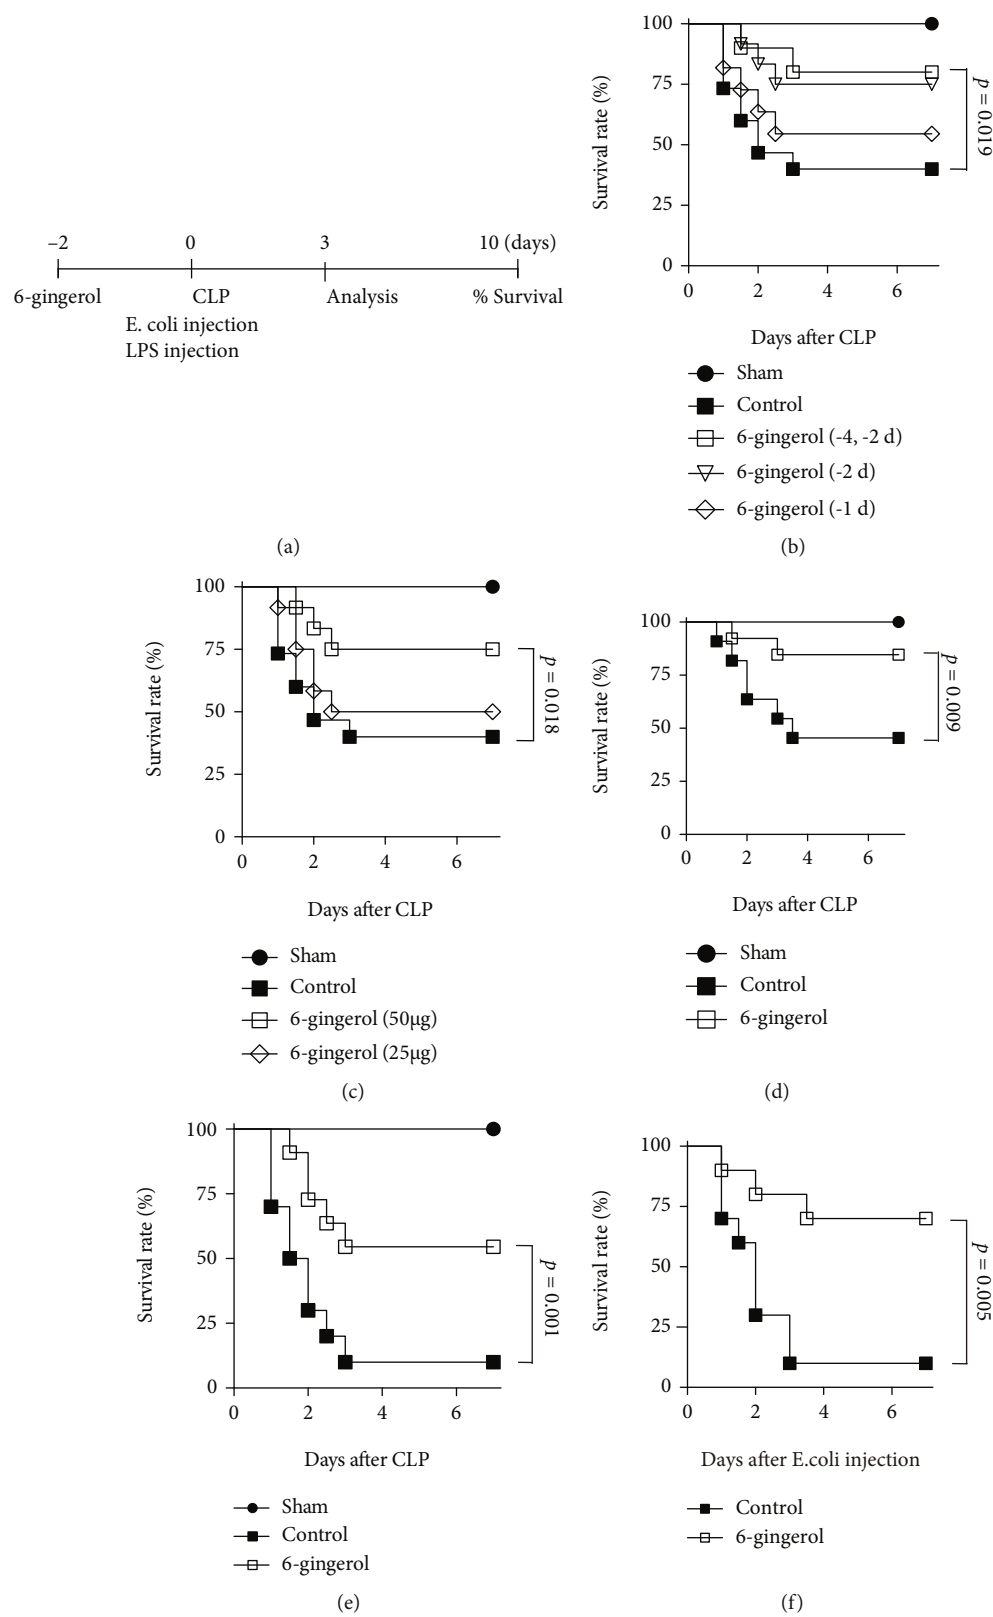 −2 0 3 10 (days)
6-gingerol CLP Analysis % Survival
E. coli injection
LPS injection
(a)
100
75
50
25
0
Survival rate (%)
0 2 4 6
Days after CLP
p = 0.019
Sham
Control
6-gingerol (-4, -2 d)
6-gingerol (-2 d)
6-gingerol (-1 d)
(b)
100
75
50
25
0
Survival rate (%)
0 2 4 6
Days after CLP
p = 0.018
Sham
Control
6-gingerol (50μg)
6-gingerol (25μg)
(c)
100
75
50
25
0
Survival rate (%)
0 2 4 6
Days after CLP
p = 0.009
Sham
Control
6-gingerol
(d)
100
75
50
25
0
Survival rate (%)
0 2 4 6
Days after CLP
p = 0.001
Sham
Control
6-gingerol
(e)
100
75
50
25
0
Survival rate (%)
0 2 4 6
Days after E.coli injection
p = 0.005
Control
6-gingerol
(f)